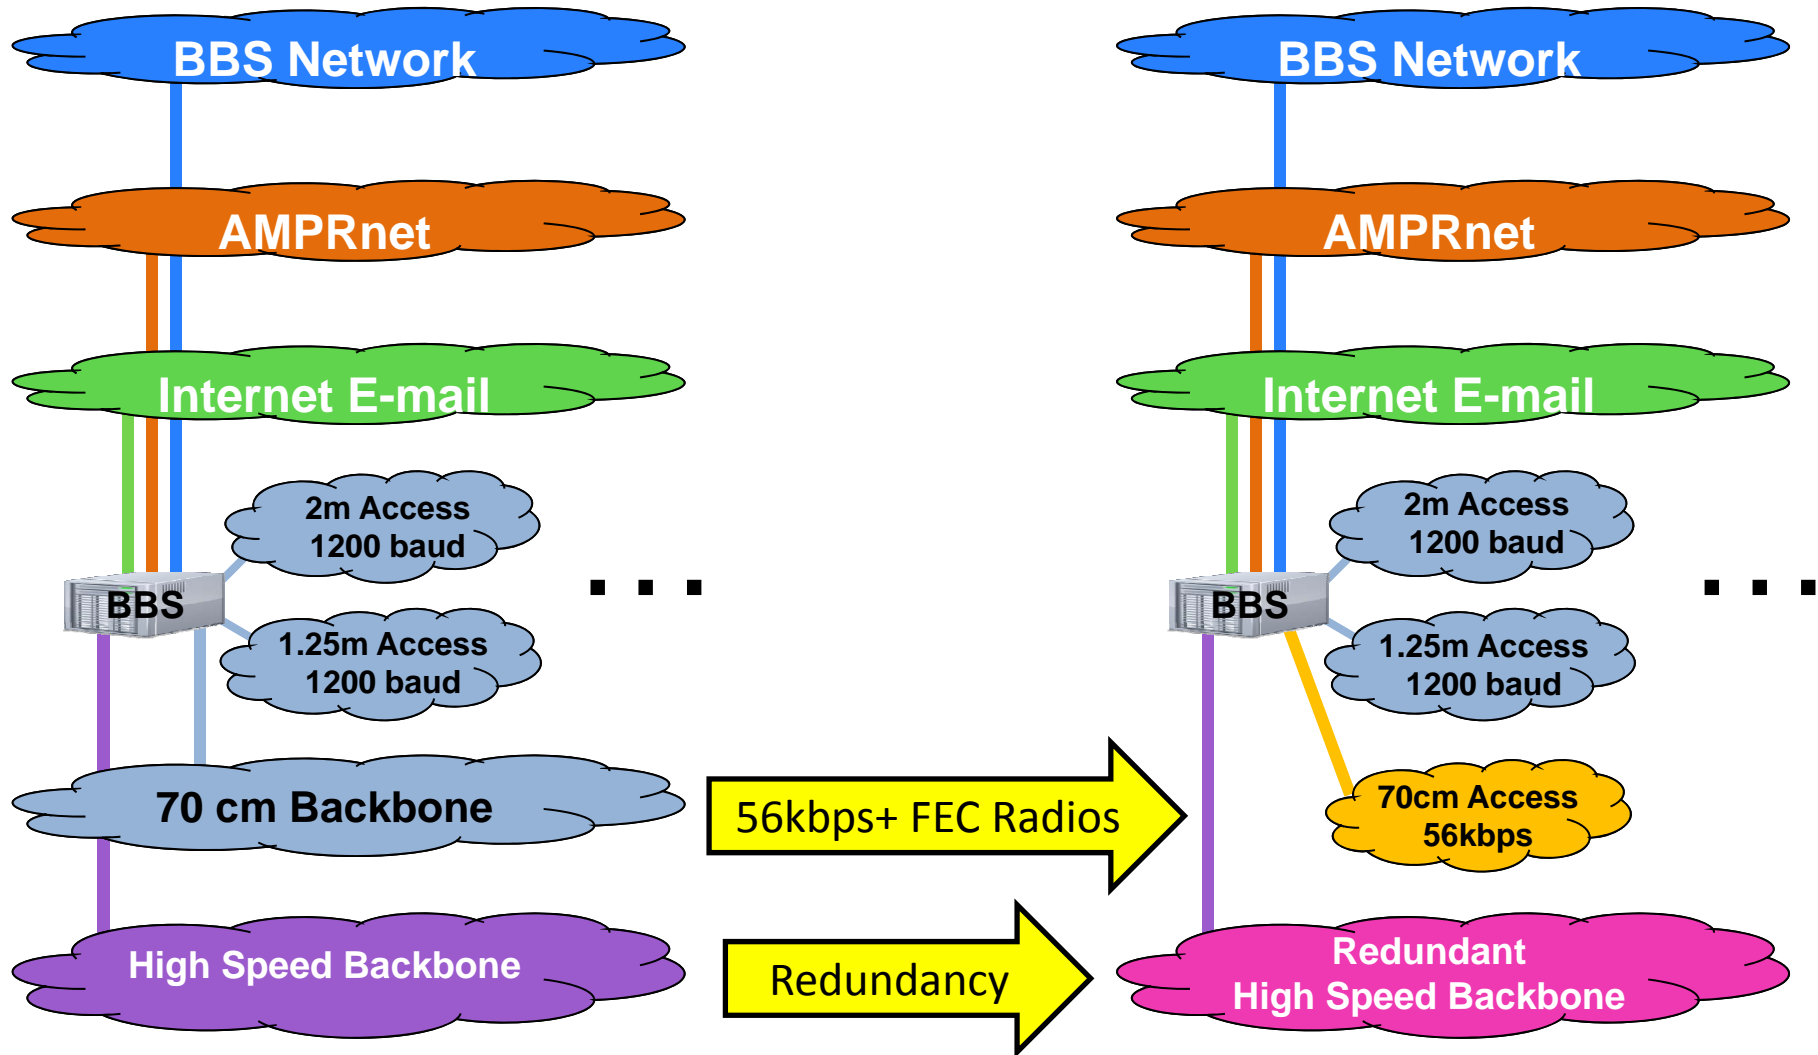 BBS Network
AMPRnet
Internet E-mail
2m Access
1200 baud
BBS
1.25m Access
1200 baud
70 cm Backbone
High Speed Backbone
. . .
56kbps+ FEC Radios
Redundancy
BBS Network
AMPRnet
Internet E-mail
2m Access
1200 baud
BBS
1.25m Access
1200 baud
70cm Access
56kbps
Redundant
High Speed Backbone
. . .